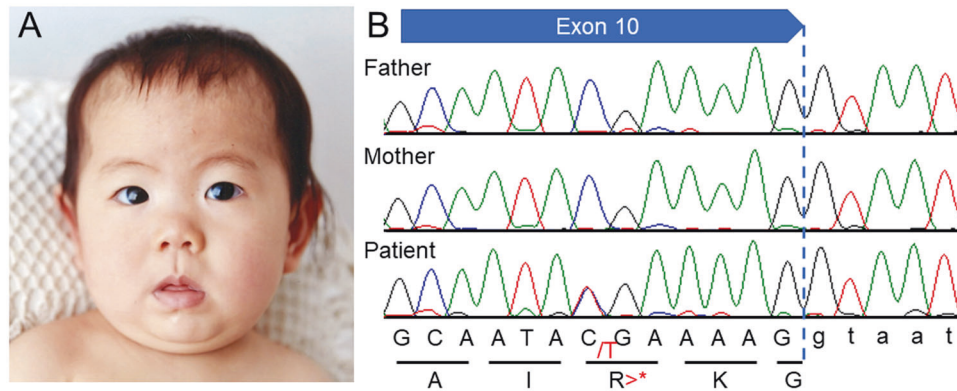 A
B
Exon 10
Father
Mother
Patient
G C A A T A C G A A A A G g t a a t
/T
A I R>* K G